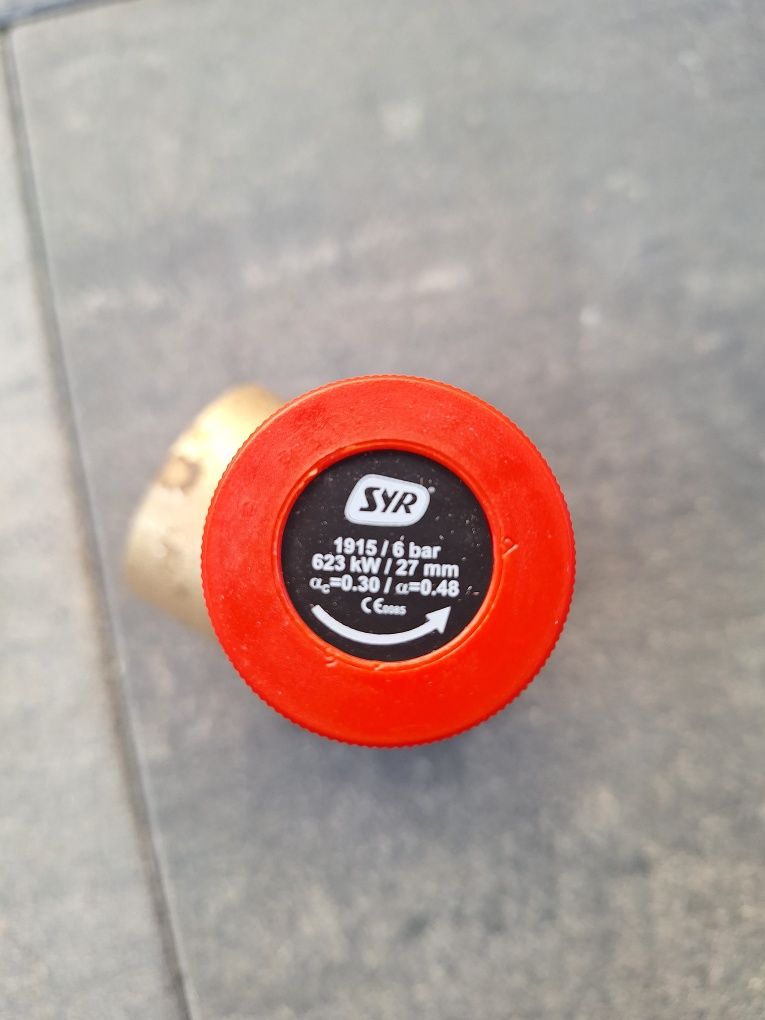 SYR
1915 / 6 bar
623 kW / 27 mm
αc=0.30 / α=0.48
CE0085